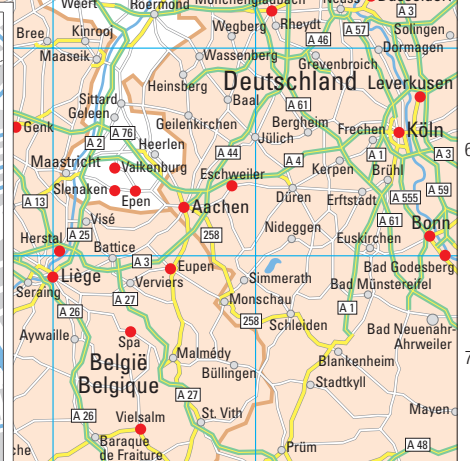 Weert
Roermond
Mönchengladbach
Neuss
A 3
Bree
Kinrooi
Wegberg
Rheydt
A 57
Solingen
A 46
Maaseik
Wassenberg
Dormagen
Grevenbroich
Heinsberg
Deutschland
Leverkusen
Sittard
Geleen
Baal
A 61
Genk
A 76
Geilenkirchen
Bergheim
Frechen
Köln
A 2
Heerlen
Jülich
6
Maastricht
Valkenburg
A 44
A 4
A 1
A 3
Eschweiler
Kerpen
Brühl
Slenaken
Epen
Düren
Erftstadt
A 555
A 59
A 13
Aachen
Visé
A 61
Bonn
Herstal
A 25
258
Nideggen
Euskirchen
Battice
A 3
Eupen
Bad Godesberg
Liège
Verviers
Simmerath
Bad Münstereifel
Seraing
A 27
Monschau
A 1
A 26
258
Schleiden
Aywaille
Spa
Bad Neuenahr-
Ahrweiler
België
Belgique
Malmédy
Büllingen
Blankenheim
7
Stadtkyll
A 27
A 26
Vielsalm
St. Vith
Mayen
Baraque
de Fraiture
Prüm
A 48
che